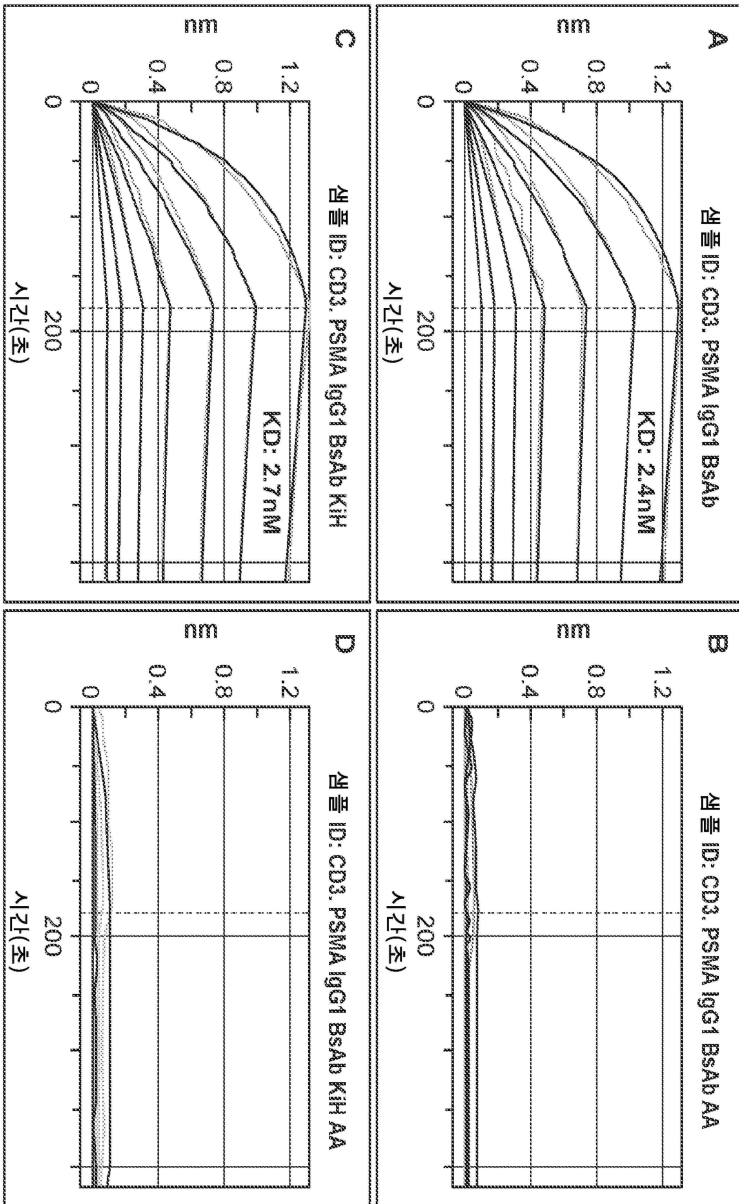 A
샘플 ID: CD3. PSMA IgG1 BsAb
nm
1.2
0.8
0.4
0
KD: 2.4nM
0
200
시간(초)
B
샘플 ID: CD3. PSMA IgG1 BsAb AA
nm
1.2
0.8
0.4
0
0
200
시간(초)
C
샘플 ID: CD3. PSMA IgG1 BsAb KiH
nm
1.2
0.8
0.4
0
KD: 2.7nM
0
200
시간(초)
D
샘플 ID: CD3. PSMA IgG1 BsAb KiH AA
nm
1.2
0.8
0.4
0
0
200
시간(초)